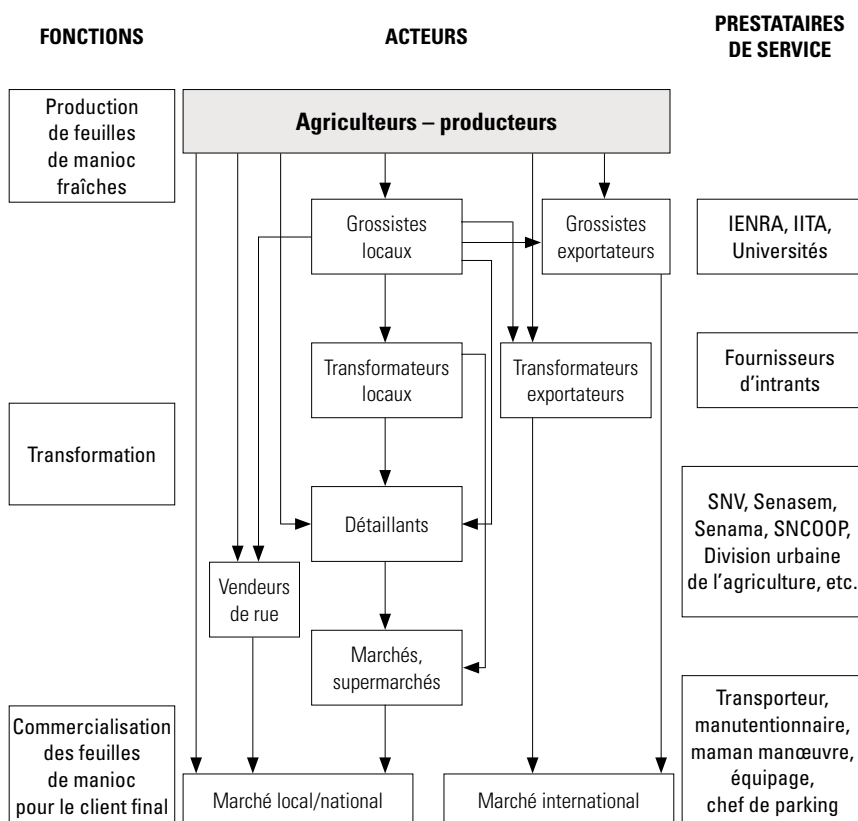 FONCTIONS
ACTEURS
PRESTATAIRES
DE SERVICE
Production
de feuilles
de manioc
fraîches
Agriculteurs – producteurs
Grossistes
locaux
Grossistes
exportateurs
IENRA, IITA,
Universités
Transformateurs
locaux
Transformateurs
exportateurs
Fournisseurs
d’intrants
Transformation
Détaillants
SNV, Senasem,
Senama, SNCOOP,
Division urbaine
de l’agriculture, etc.
Vendeurs
de rue
Marchés,
supermarchés
Commercialisation
des feuilles
de manioc
pour le client final
Marché local/national
Marché international
Transporteur,
manutentionnaire,
maman manœuvre,
équipage,
chef de parking